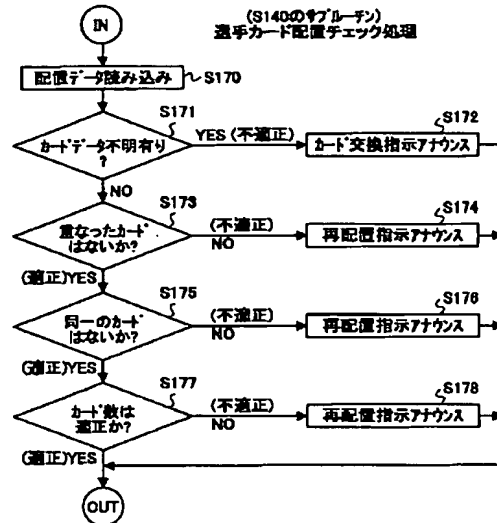 (S140のサブルーチン)
選手カード配置チェック処理
IN
配置データ読み込み
S170
S171
カードデータ不明有り
?
YES (不適正)
S172
カード交換指示アナウンス
NO
S173
重なったカード
はないか?
(不適正)
NO
S174
再配置指示アナウンス
(適正)YES
S175
同一のカード
はないか?
(不適正)
NO
S176
再配置指示アナウンス
(適正)YES
S177
カード数は
適正か?
(不適正)
NO
S178
再配置指示アナウンス
(適正)YES
OUT